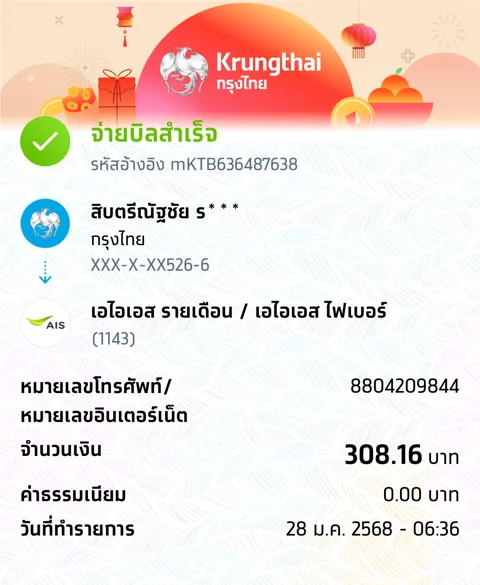 Krungthai
กรุงไทย
จ่ายบิลสำเร็จ
รหัสอ้างอิง mKTB636487638
สิบตรีณัฐชัย ร***
กรุงไทย
XXX-X-XX526-6
AIS
เอไอเอส รายเดือน / เอไอเอส ไฟเบอร์
(1143)
หมายเลขโทรศัพท์/ 8804209844
หมายเลขอินเตอร์เน็ต
จำนวนเงิน 308.16 บาท
ค่าธรรมเนียม 0.00 บาท
วันที่ทำรายการ 28 ม.ค. 2568 - 06:36